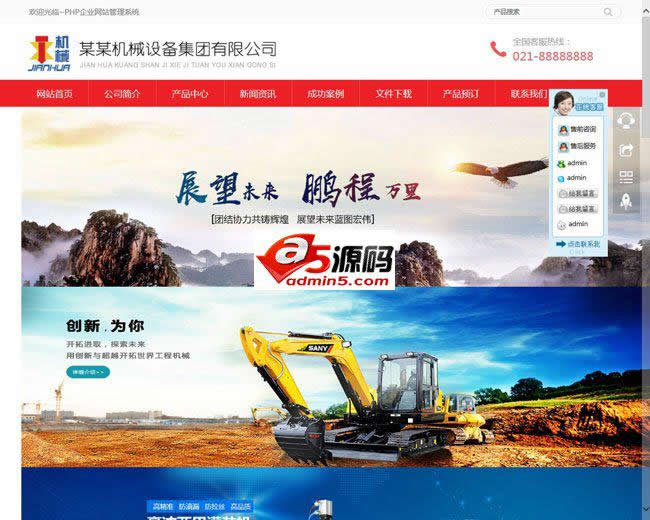 欢迎光临--PHP企业网站管理系统
产品搜索
机械
JIANHUA
某某机械设备集团有限公司
JIAN HUA KUANG SHAN JI XIE JI TUAN YOU XIAN GONG SI
全国客服热线：
021-88888888
网站首页 公司简介 产品中心 新闻资讯 成功案例 文件下载 产品预订 联系我们
在线客服
售前咨询
售后服务
admin
admin
给我留言
给我留言
admin
点击联系我
展望未来 鹏程万里
[团结协力共铸辉煌 展望未来蓝图宏伟]
a5源码
admin5.com
创新.为你
开拓进取，探索未来
用创新与超越开拓世界工程机械
详细介绍>>
SANY
高精准 防滴漏 防拉丝 高品质